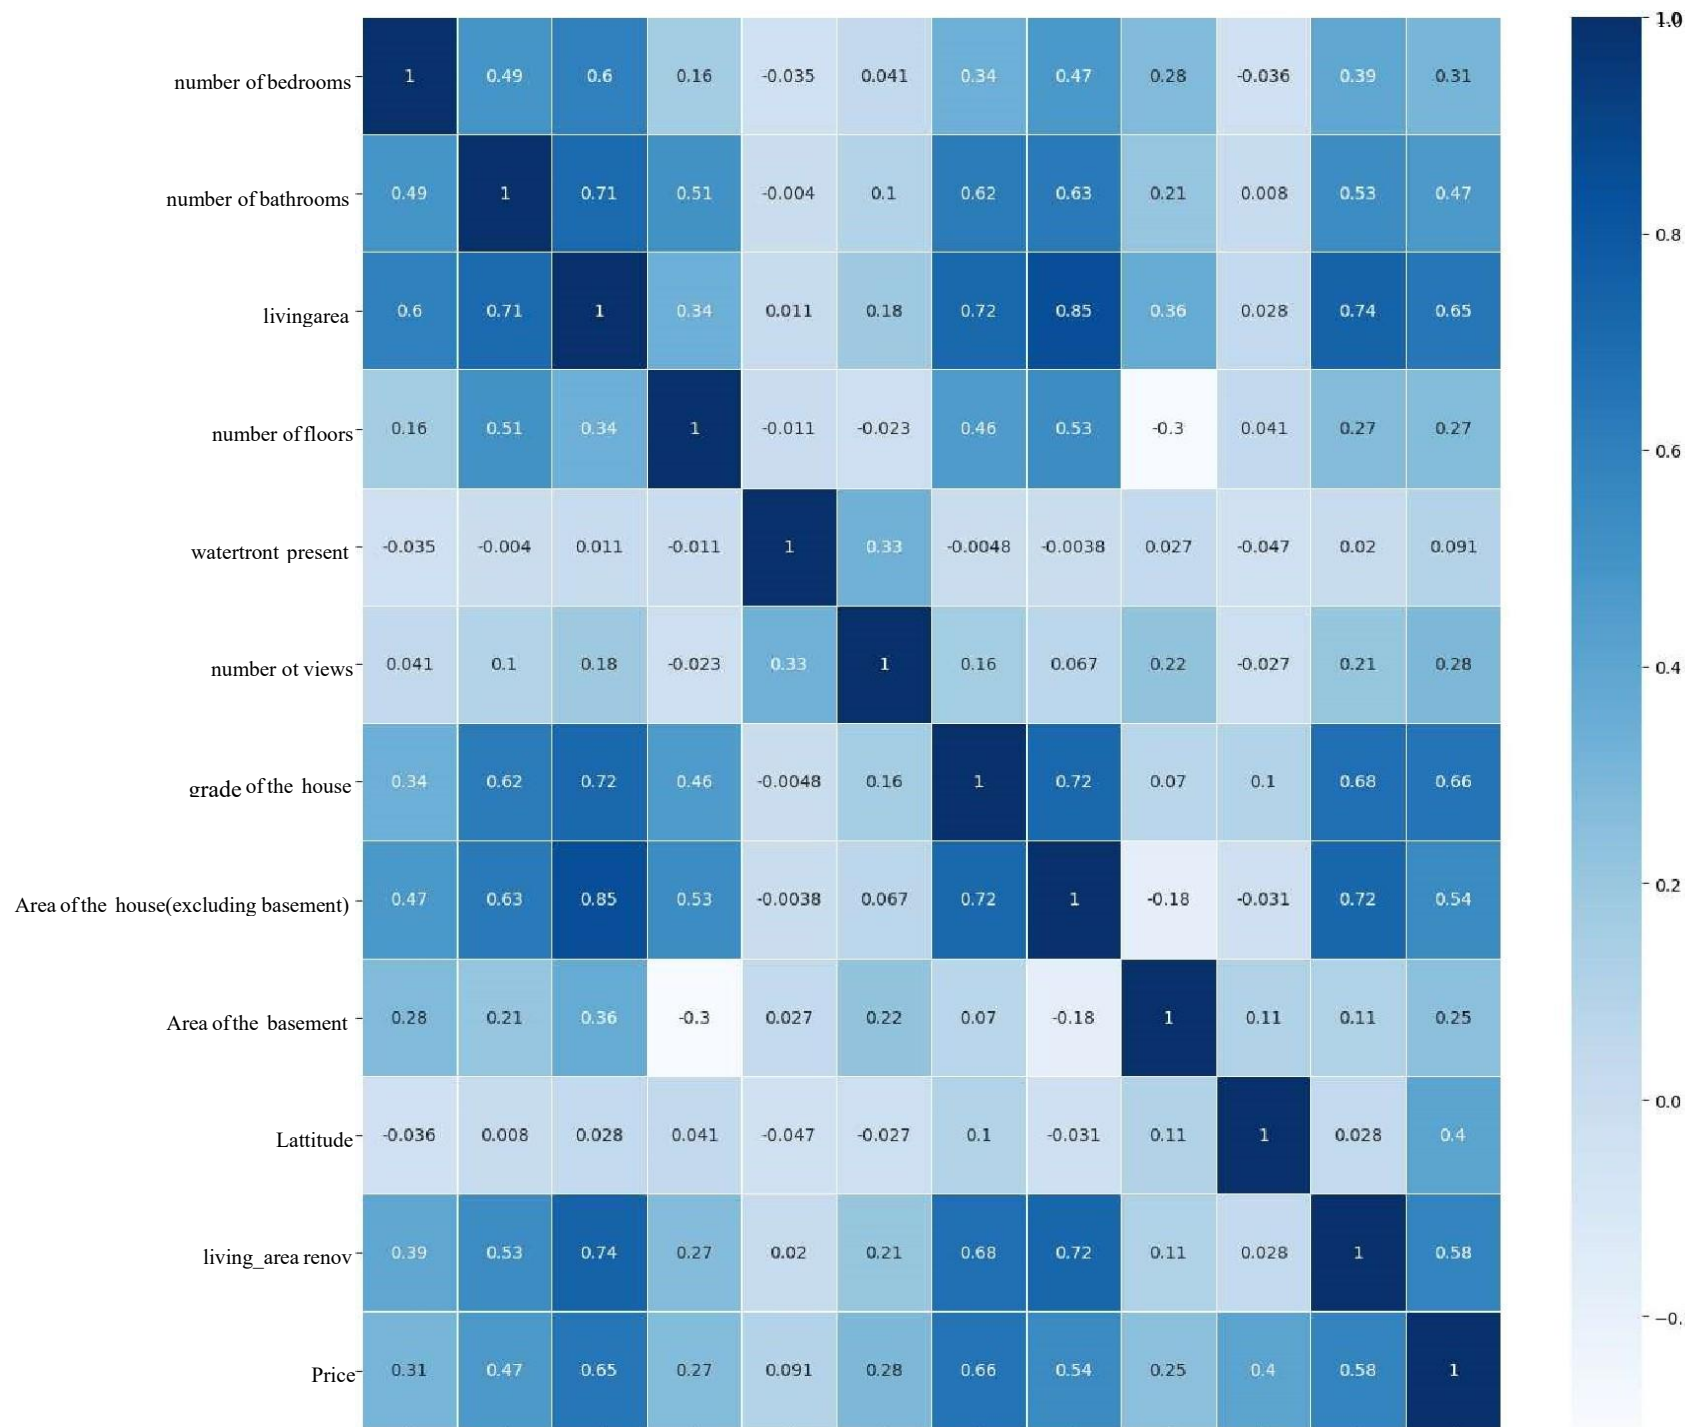 number of bedrooms 1 0.49 0.6 0.16 -0.035 0.041 0.34 0.47 0.28 -0.036 0.39 0.31
number of bathrooms 0.49 1 0.71 0.51 -0.004 0.1 0.62 0.63 0.21 0.008 0.53 0.47
livingarea 0.6 0.71 1 0.34 0.011 0.18 0.72 0.85 0.36 0.028 0.74 0.65
number of floors 0.16 0.51 0.34 1 -0.011 -0.023 0.46 0.53 -0.3 0.041 0.27 0.27
watertront present -0.035 -0.004 0.011 -0.011 1 0.33 -0.0048 -0.0038 0.027 -0.047 0.02 0.091
number ot views 0.041 0.1 0.18 -0.023 0.33 1 0.16 0.067 0.22 -0.027 0.21 0.28
grade of the house 0.34 0.62 0.72 0.46 -0.0048 0.16 1 0.72 0.07 0.1 0.68 0.66
Area of the house(excluding basement) 0.47 0.63 0.85 0.53 -0.0038 0.067 0.72 1 -0.18 -0.031 0.72 0.54
Area of the basement 0.28 0.21 0.36 -0.3 0.027 0.22 0.07 -0.18 1 0.11 0.11 0.25
Lattitude -0.036 0.008 0.028 0.041 -0.047 -0.027 0.1 -0.031 0.11 1 0.028 0.4
living_area renov 0.39 0.53 0.74 0.27 0.02 0.21 0.68 0.72 0.11 0.028 1 0.58
Price 0.31 0.47 0.65 0.27 0.091 0.28 0.66 0.54 0.25 0.4 0.58 1
1.0
0.8
0.6
0.4
0.2
0.0
−0.